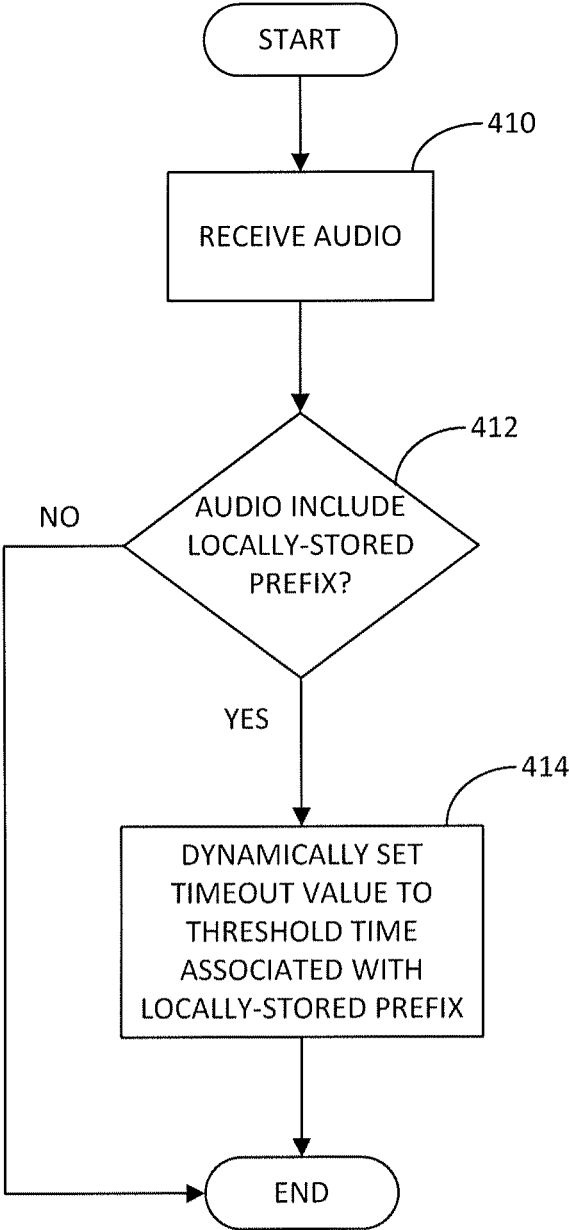 START
410
RECEIVE AUDIO
412
AUDIO INCLUDE
LOCALLY-STORED
PREFIX?
NO
YES
414
DYNAMICALLY SET
TIMEOUT VALUE TO
THRESHOLD TIME
ASSOCIATED WITH
LOCALLY-STORED PREFIX
END